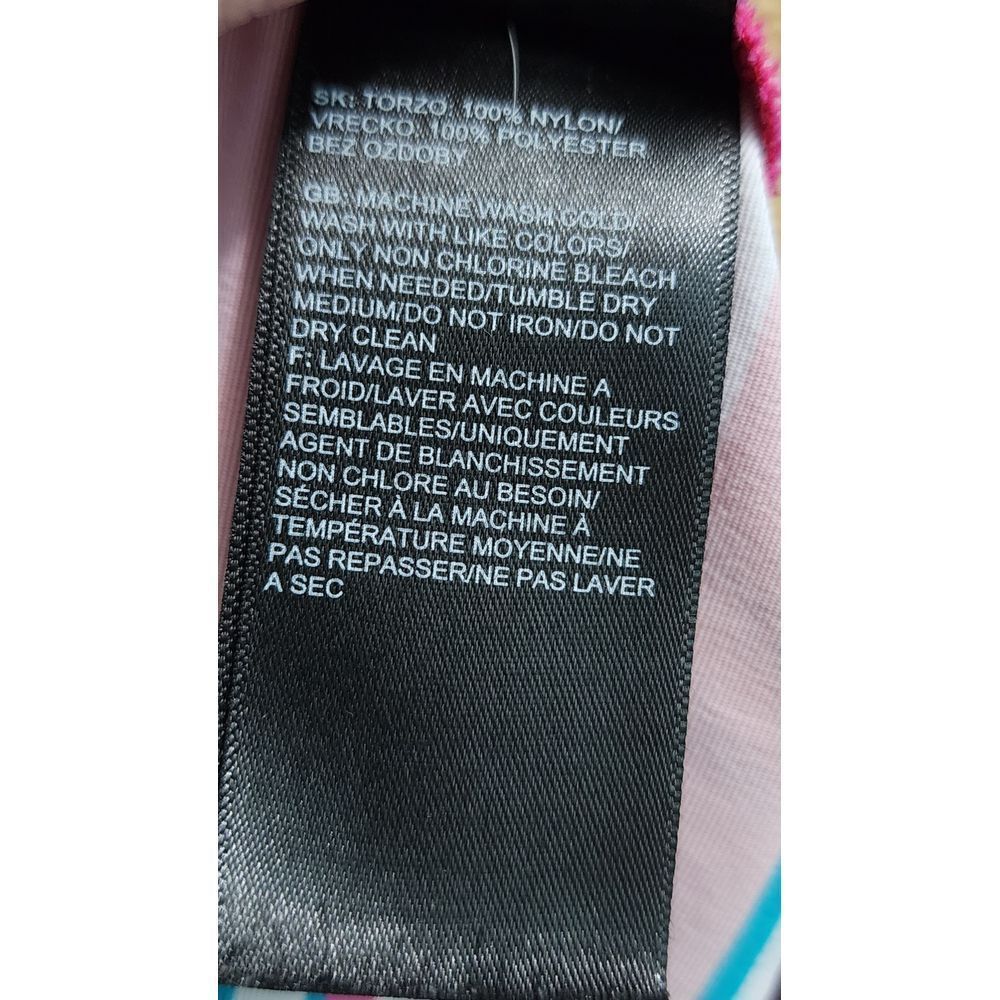 SK: TORZO, 100% NYLON/
VRECKO, 100% POLYESTER
BEZ OZDOBY
GB: MACHINE WASH COLD/
WASH WITH LIKE COLORS/
ONLY NON CHLORINE BLEACH
WHEN NEEDED/TUMBLE DRY
MEDIUM/DO NOT IRON/DO NOT
DRY CLEAN
F: LAVAGE EN MACHINE A
FROID/LAVER AVEC COULEURS
SEMBLABLES/UNIQUEMENT
AGENT DE BLANCHISSEMENT
NON CHLORE AU BESOIN/
SÉCHER À LA MACHINE À
TEMPÉRATURE MOYENNE/NE
PAS REPASSER/NE PAS LAVER
A SEC